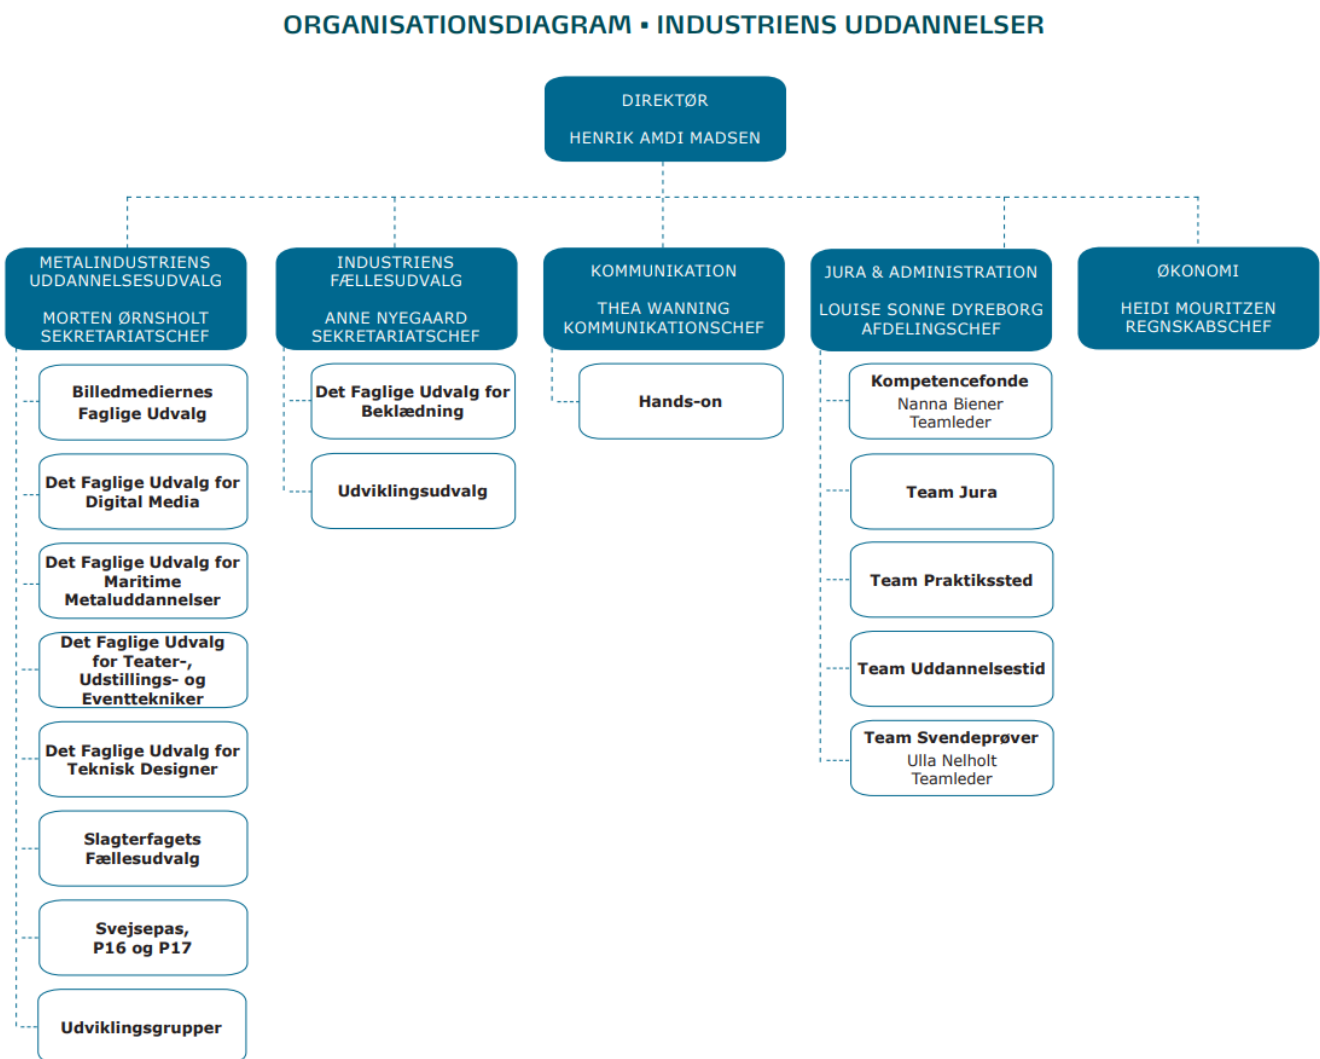 ORGANISATIONSDIAGRAM ▪ INDUSTRIENS UDDANNELSER
DIREKTØR
HENRIK AMDI MADSEN
METALINDUSTRIENS
UDDANNELSESUDVALG
MORTEN ØRNSHOLT
SEKRETARIATSCHEF
Billedmediernes
Faglige Udvalg
Det Faglige Udvalg for
Digital Media
Det Faglige Udvalg for
Maritime
Metaluddannelser
Det Faglige Udvalg
for Teater-,
Udstillings- og
Eventtekniker
Det Faglige Udvalg for
Teknisk Designer
Slagterfagets
Fællesudvalg
Svejsepas,
P16 og P17
Udviklingsgrupper
INDUSTRIENS
FÆLLESUDVALG
ANNE NYEGAARD
SEKRETARIATSCHEF
Det Faglige Udvalg for
Beklædning
Udviklingsudvalg
KOMMUNIKATION
THEA WANNING
KOMMUNIKATIONSCHEF
Hands-on
JURA & ADMINISTRATION
LOUISE SONNE DYREBORG
AFDELINGSCHEF
Kompetencefonde
Nanna Biener
Teamleder
Team Jura
Team Praktikssted
Team Uddannelsestid
Team Svendeprøver
Ulla Nelholt
Teamleder
ØKONOMI
HEIDI MOURITZEN
REGNSKABSCHEF